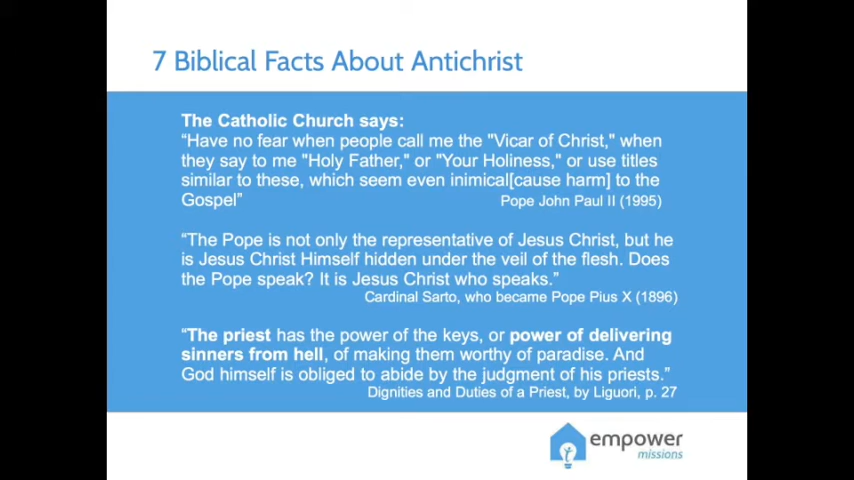 7 Biblical Facts About Antichrist
The Catholic Church says:
“Have no fear when people call me the "Vicar of Christ," when
they say to me "Holy Father," or "Your Holiness," or use titles
similar to these, which seem even inimical[cause harm] to the
Gospel”
Pope John Paul II (1995)
“The Pope is not only the representative of Jesus Christ, but he
is Jesus Christ Himself hidden under the veil of the flesh. Does
the Pope speak? It is Jesus Christ who speaks.”
Cardinal Sarto, who became Pope Pius X (1896)
“The priest has the power of the keys, or power of delivering
sinners from hell, of making them worthy of paradise. And
God himself is obliged to abide by the judgment of his priests.”
Dignities and Duties of a Priest, by Liguori, p. 27
empower
missions